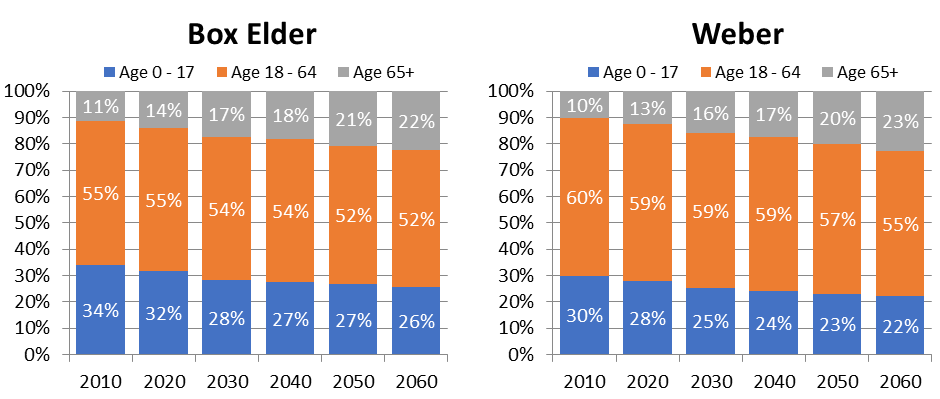 Box Elder
Age 0 - 17 Age 18 - 64 Age 65+
100%
90%
80%
70%
60%
50%
40%
30%
20%
10%
0%
11% 14% 17% 18% 21% 22%
55% 55% 54% 54% 52% 52%
34% 32% 28% 27% 27% 26%
2010 2020 2030 2040 2050 2060
Weber
Age 0 - 17 Age 18 - 64 Age 65+
100%
90%
80%
70%
60%
50%
40%
30%
20%
10%
0%
10% 13% 16% 17% 20% 23%
60% 59% 59% 59% 57% 55%
30% 28% 25% 24% 23% 22%
2010 2020 2030 2040 2050 2060